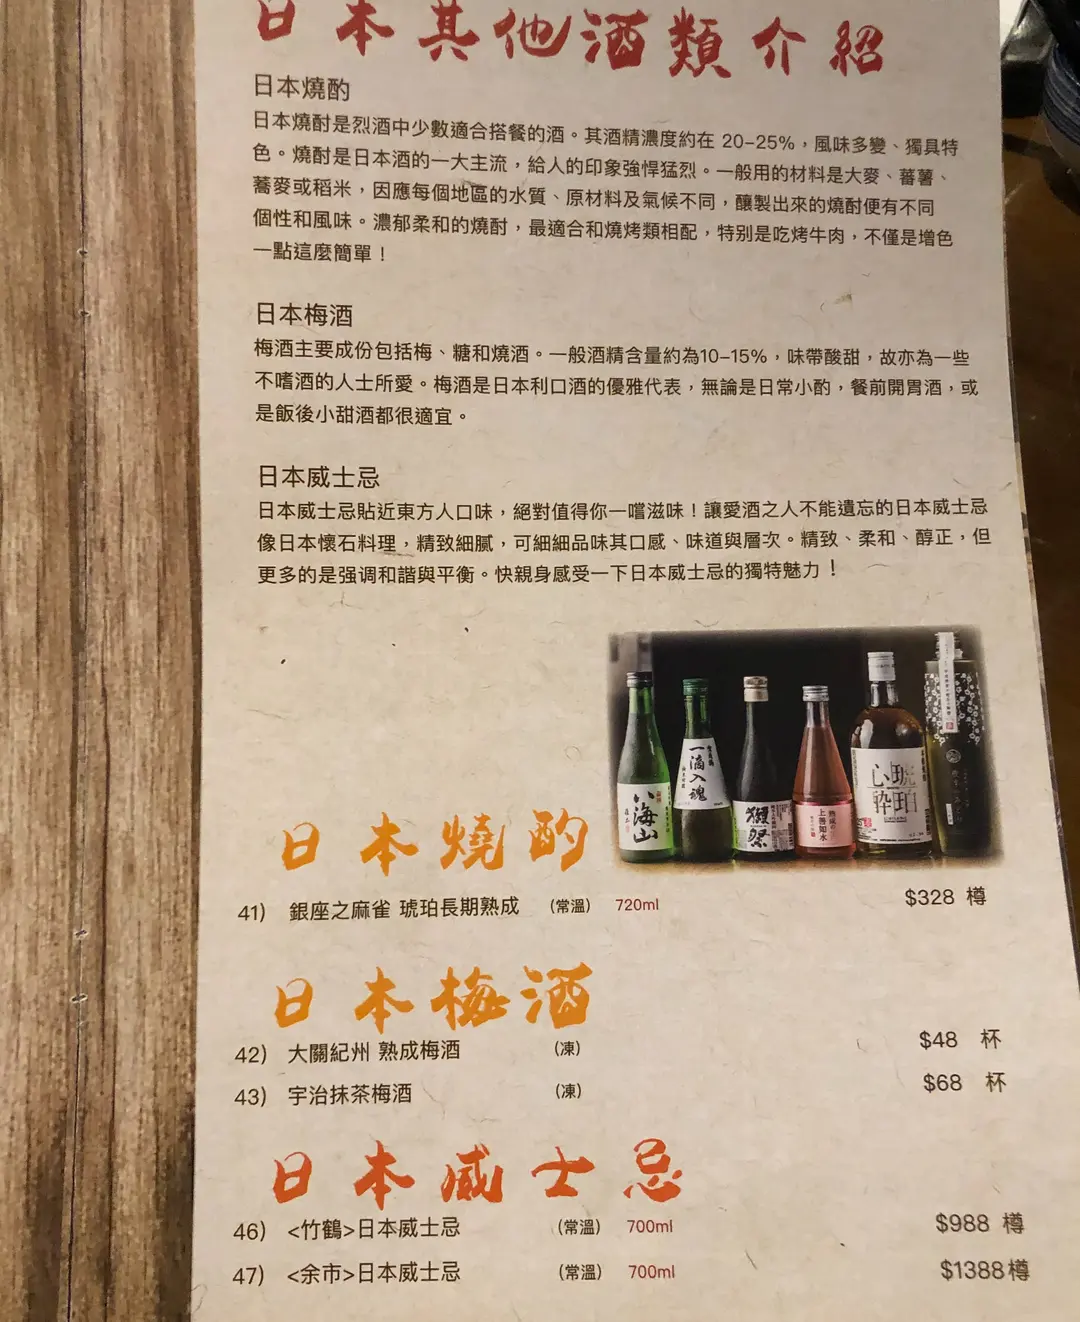 日本其他酒類介紹
日本燒酌
日本燒酎是烈酒中少數適合搭餐的酒。其酒精濃度約在 20-25%，風味多變、獨具特
色。燒酎是日本酒的一大主流，給人的印象強悍猛烈。一般用的材料是大麥、蕃薯、
蕎麥或稻米，因應每個地區的水質、原材料及氣候不同，釀製出來的燒酎便有不同
個性和風味。濃郁柔和的燒酎，最適合和燒烤類相配，特別是吃烤牛肉，不僅是增色
一點這麼簡單！
日本梅酒
梅酒主要成份包括梅、糖和燒酒。一般酒精含量約為10-15%，味帶酸甜，故亦為一些
不嗜酒的人士所愛。梅酒是日本利口酒的優雅代表，無論是日常小酌，餐前開胃酒，或
是飯後小甜酒都很適宜。
日本威士忌
日本威士忌貼近東方人口味，絕對值得你一嚐滋味！讓愛酒之人不能遺忘的日本威士忌
像日本懷石料理，精致細膩，可細細品味其口感、味道與層次。精致、柔和、醇正，但
更多的是强调和諧與平衡。快親身感受一下日本威士忌的獨特魅力！
八海山
一滴入魂
獺祭
上善如水
琥珀
心粋
日本燒酌
41) 銀座之麻雀 琥珀長期熟成 (常溫) 720ml $328 樽
日本梅酒
42) 大關紀州 熟成梅酒 (凍) $48 杯
43) 宇治抹茶梅酒 (凍) $68 杯
日本威士忌
46) <竹鶴>日本威士忌 (常溫) 700ml $988 樽
47) <余市>日本威士忌 (常溫) 700ml $1388樽